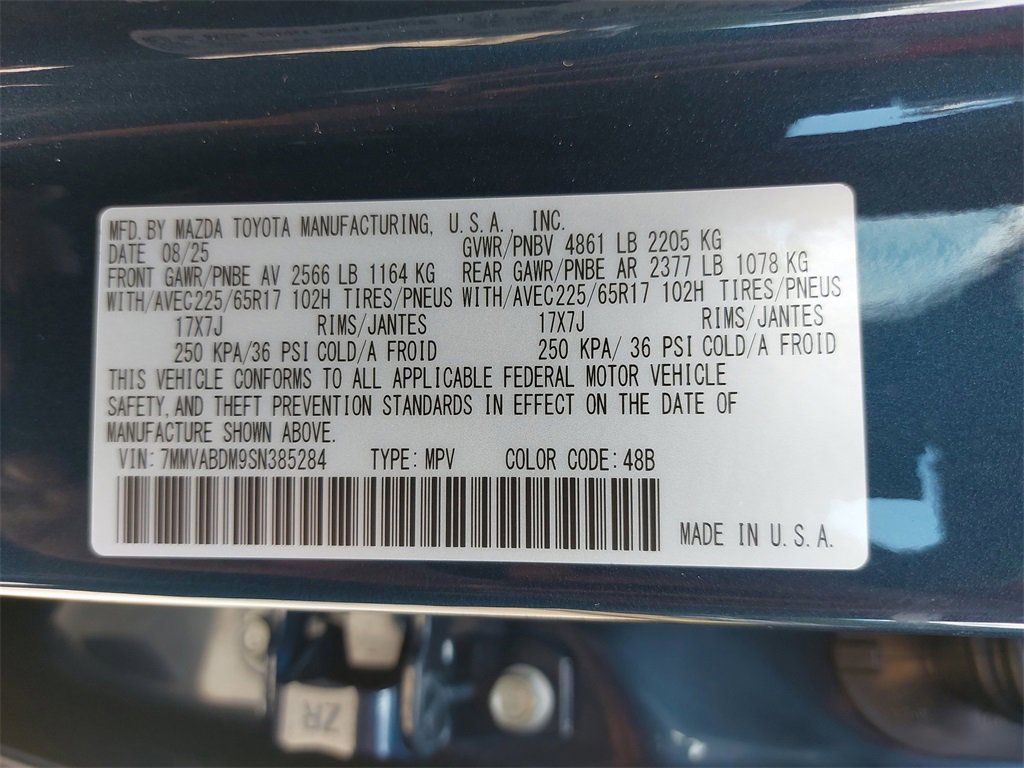 MFD. BY MAZDA TOYOTA MANUFACTURING, U.S.A. INC.
DATE 08/25 GVWR/PNBV 4861 LB 2205 KG
FRONT GAWR/PNBE AV 2566 LB 1164 KG REAR GAWR/PNBE AR 2377 LB 1078 KG
WITH/AVEC225/65R17 102H TIRES/PNEUS WITH/AVEC225/65R17 102H TIRES/PNEUS
17X7J RIMS/JANTES 17X7J RIMS/JANTES
250 KPA/36 PSI COLD/A FROID 250 KPA/ 36 PSI COLD/A FROID
THIS VEHICLE CONFORMS TO ALL APPLICABLE FEDERAL MOTOR VEHICLE
SAFETY, AND THEFT PREVENTION STANDARDS IN EFFECT ON THE DATE OF
MANUFACTURE SHOWN ABOVE.
VIN: 7MMVABDM9SN385284 TYPE: MPV COLOR CODE: 48B
MADE IN U.S.A.
ZR